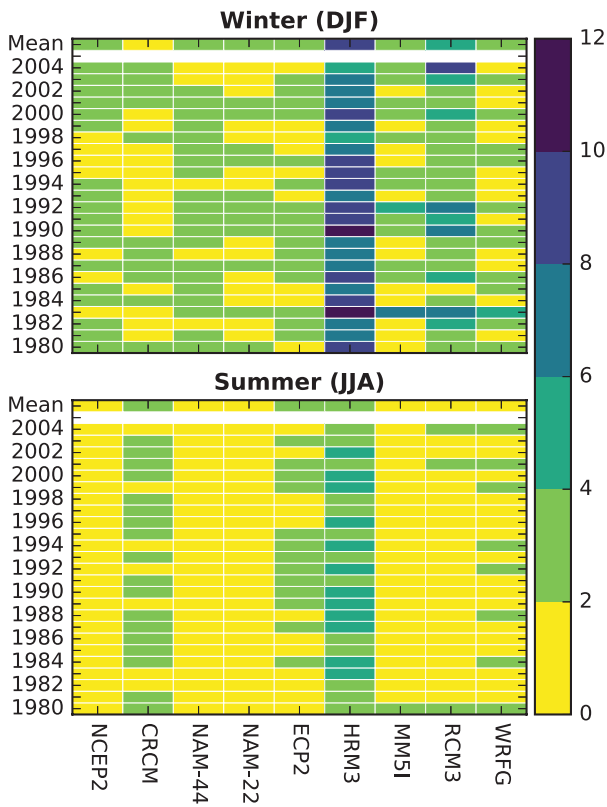 Winter (DJF)
Mean
2004
2002
2000
1998
1996
1994
1992
1990
1988
1986
1984
1982
1980
Summer (JJA)
Mean
2004
2002
2000
1998
1996
1994
1992
1990
1988
1986
1984
1982
1980
NCEP2
CRCM
NAM-44
NAM-22
ECP2
HRM3
MM5I
RCM3
WRFG
12
10
8
6
4
2
0